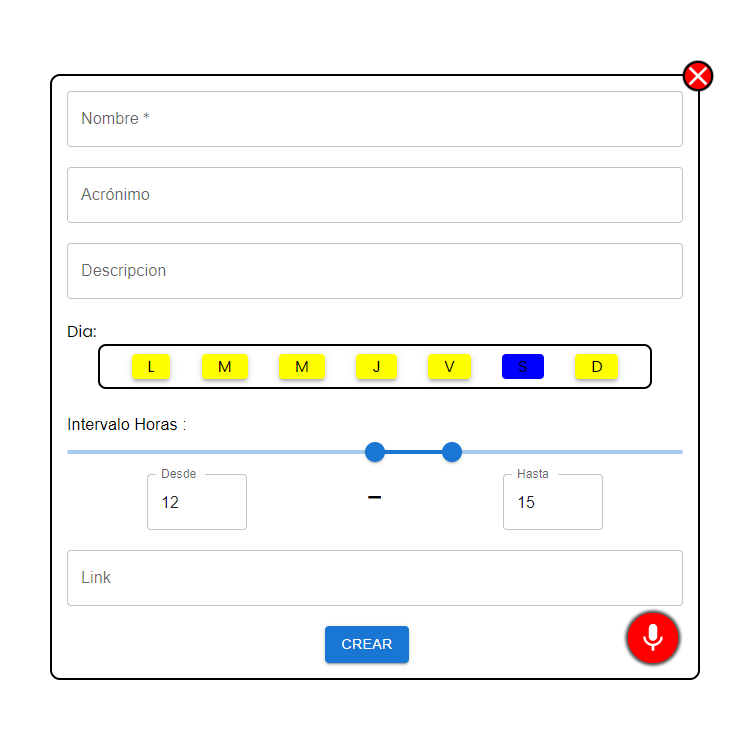 Nombre *
Acrónimo
Descripcion
Dia:
L M M J V S D
Intervalo Horas :
Desde Hasta
12 – 15
Link
CREAR